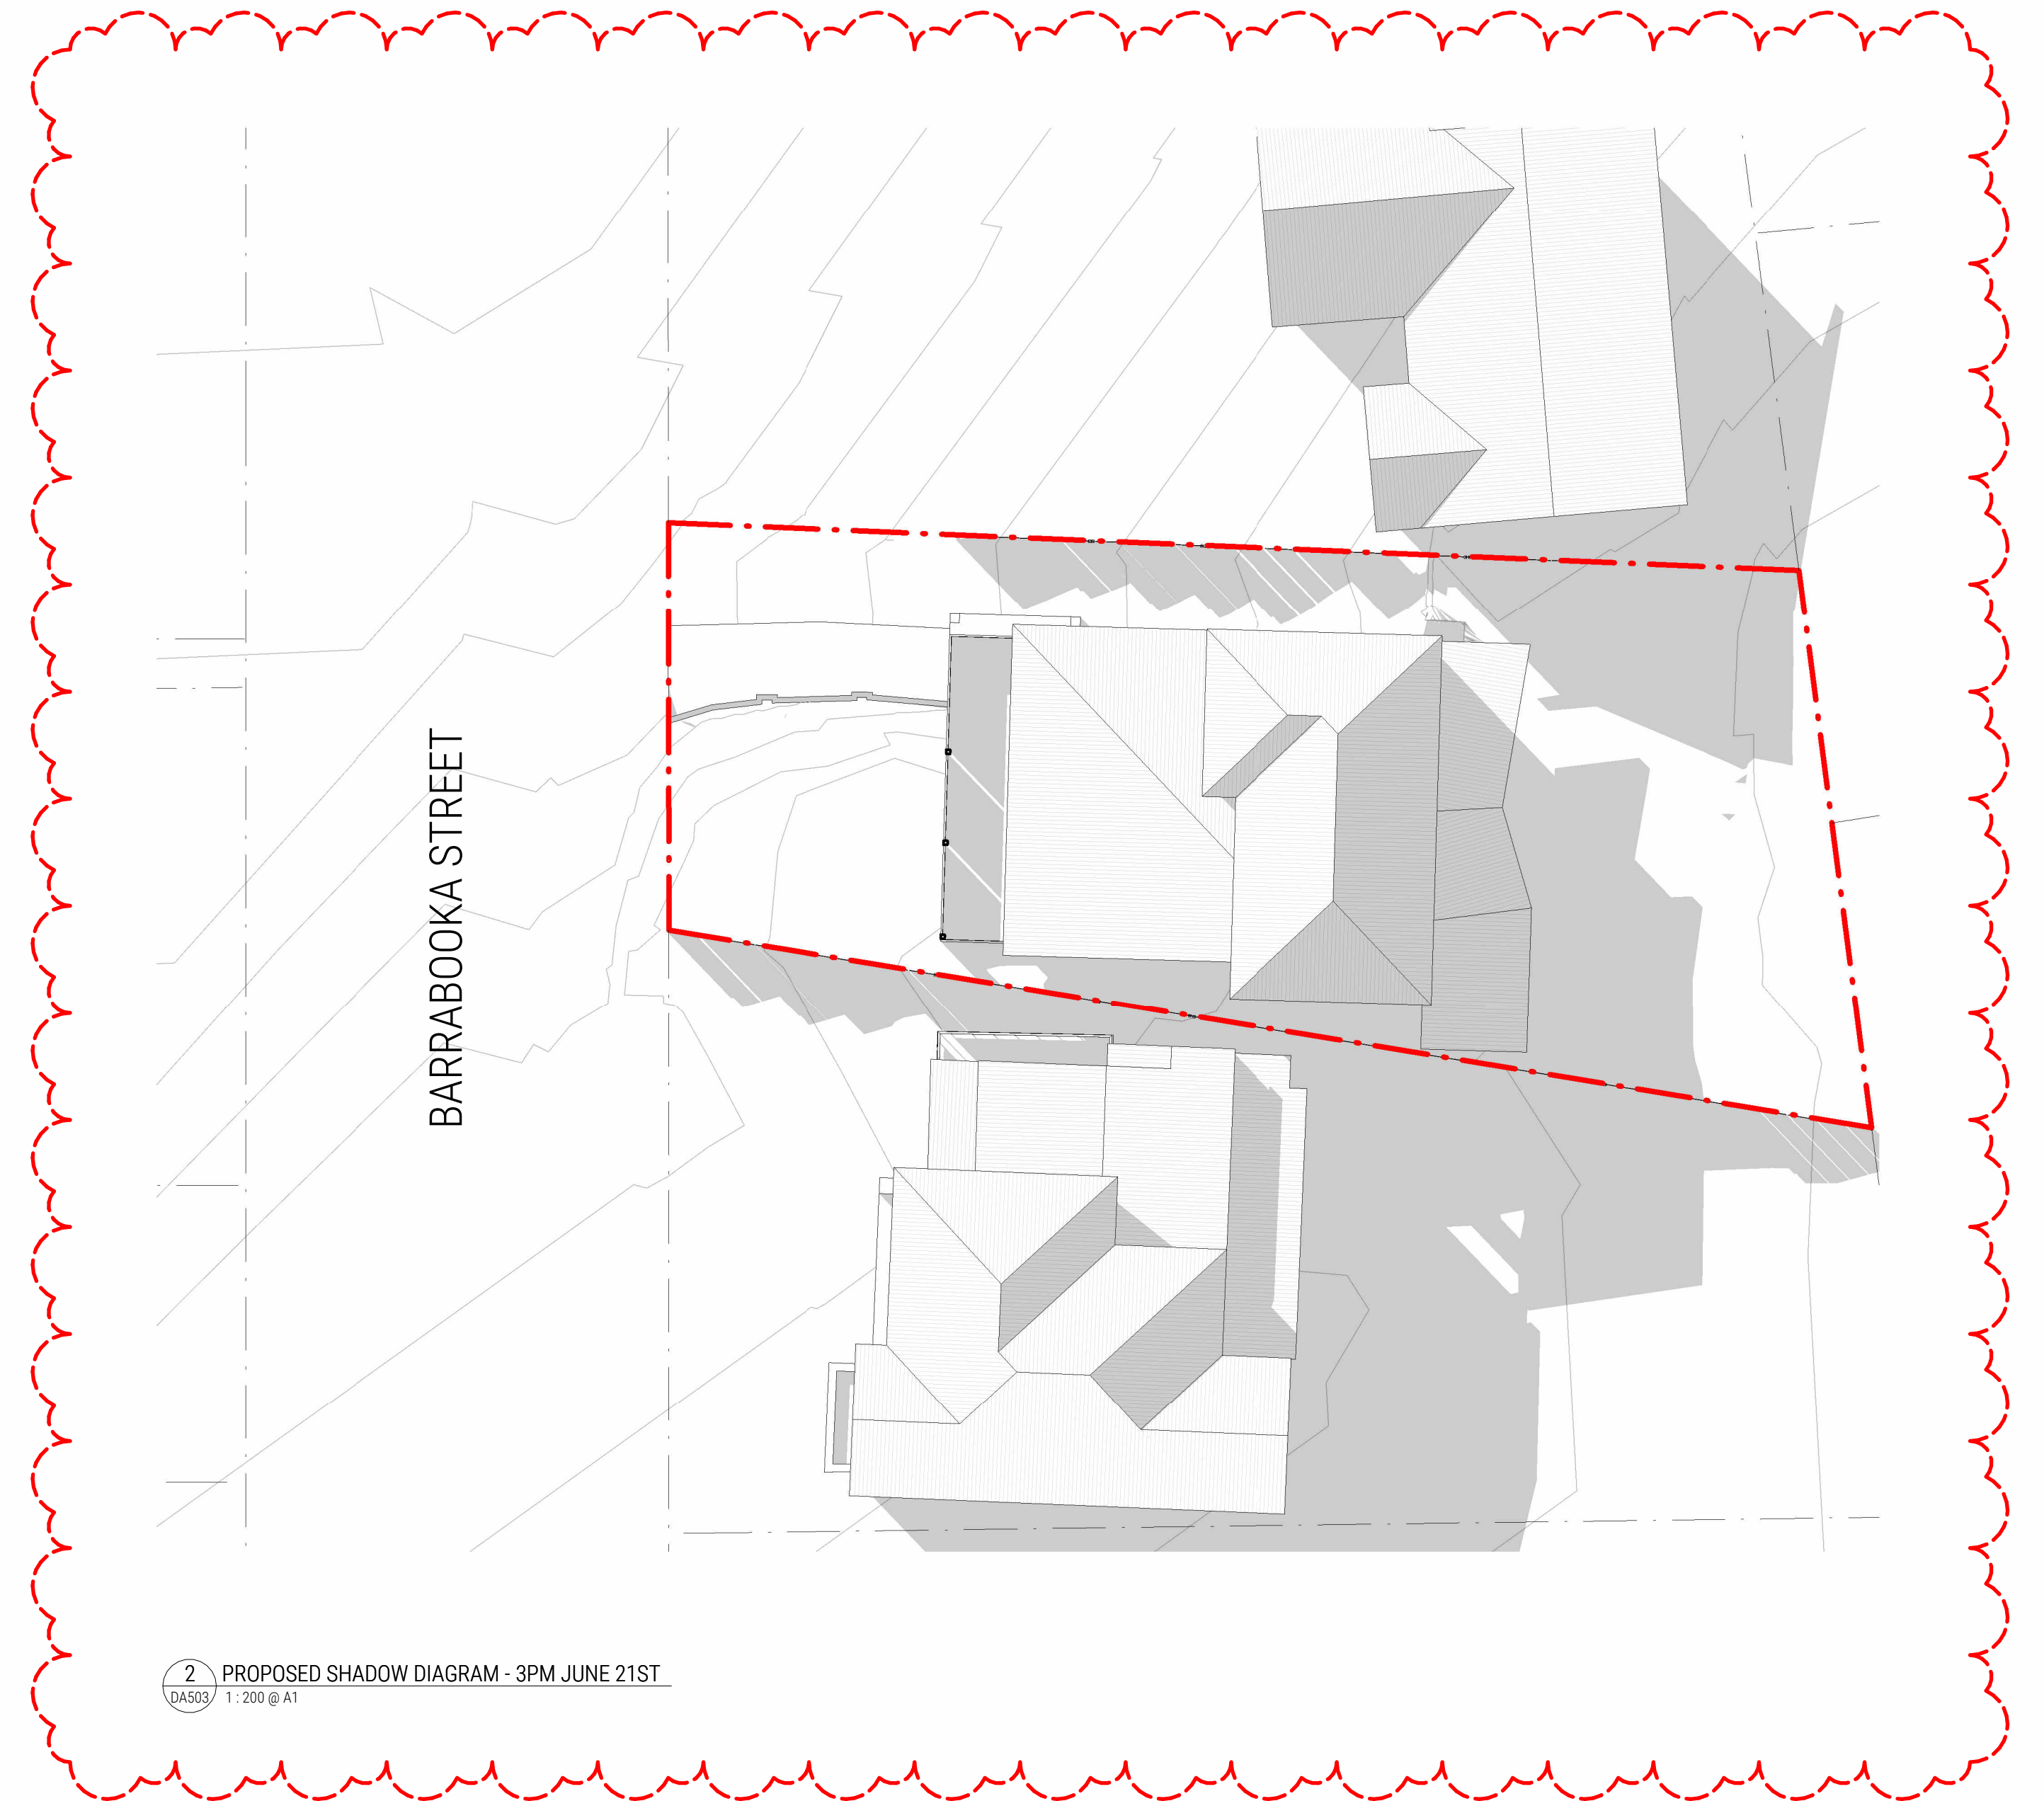 BARRABOOKA STREET
2 PROPOSED SHADOW DIAGRAM - 3PM JUNE 21ST
DA503 1 : 200 @ A1